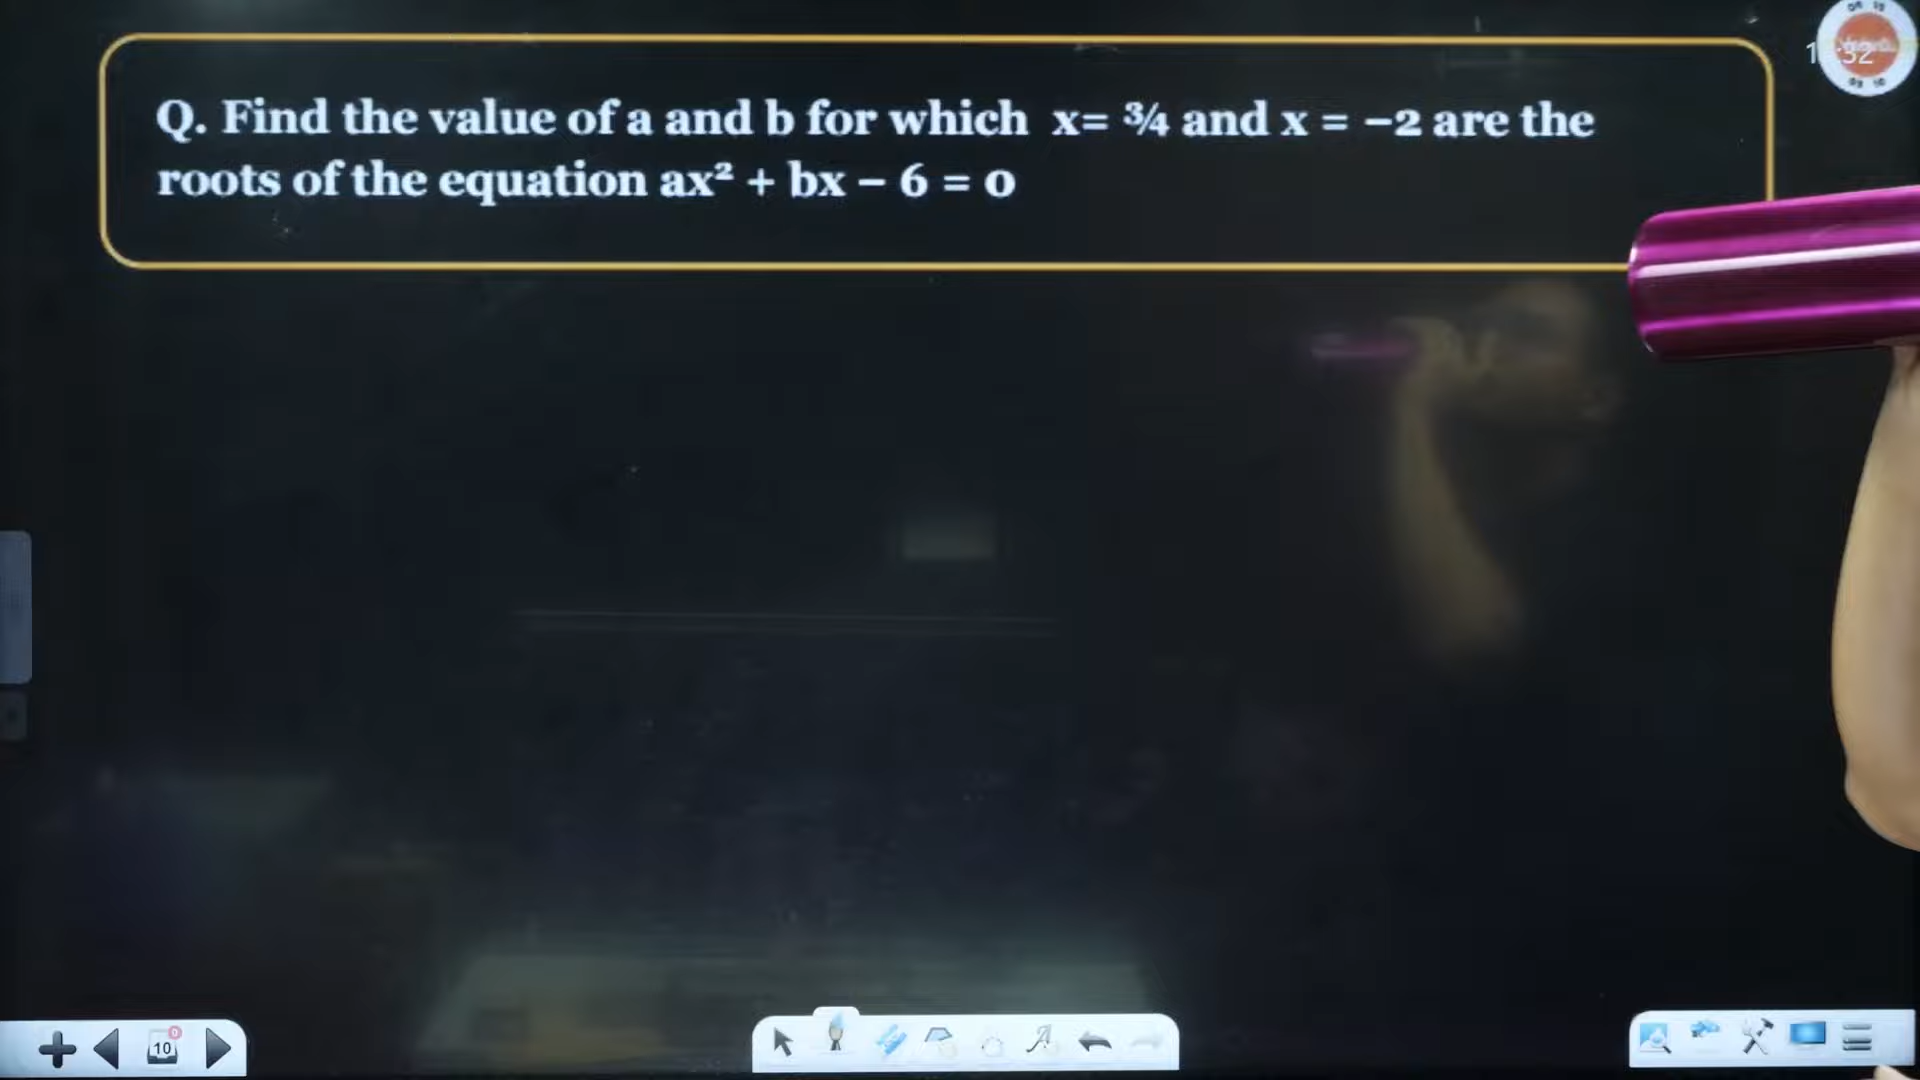 Q. Find the value of a and b for which x= ¾ and x = −2 are the
roots of the equation ax² + bx − 6 = 0
10